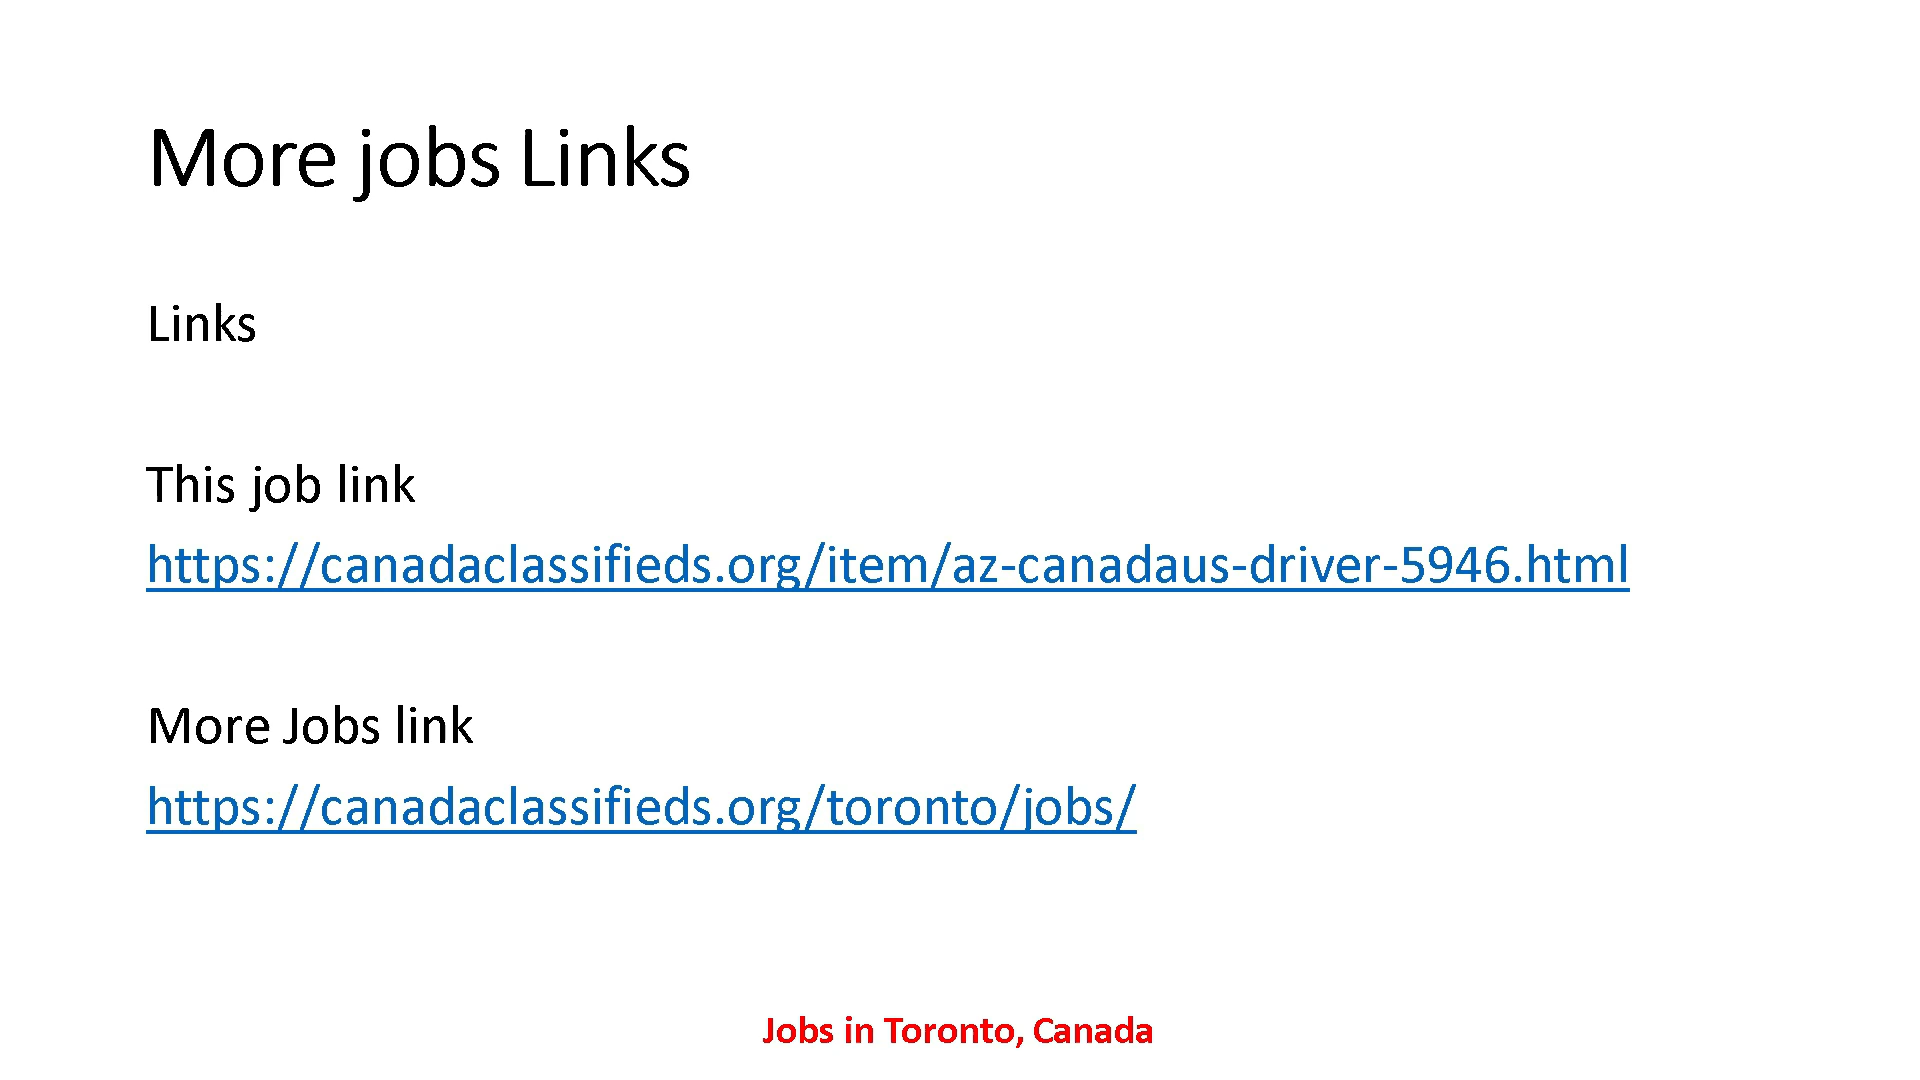 More jobs Links
Links
This job link
https://canadaclassifieds.org/item/az-canadaus-driver-5946.html
More Jobs link
https://canadaclassifieds.org/toronto/jobs/
Jobs in Toronto, Canada